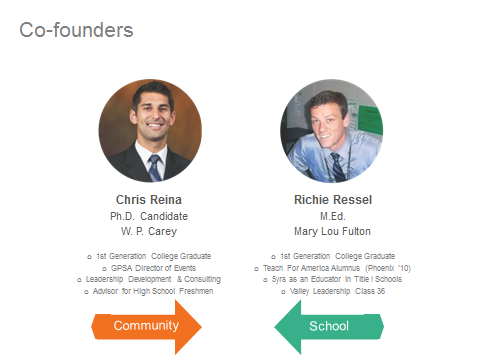 Co-founders
Chris Reina
Ph.D. Candidate
W. P. Carey
o 1st Generation College Graduate
o GPSA Director of Events
o Leadership Development & Consulting
o Advisor for High School Freshmen
Community
Richie Ressel
M.Ed.
Mary Lou Fulton
o 1st Generation College Graduate
o Teach For America Alumnus (Phoenix '10)
o 5yrs as an Educator in Title I Schools
o Valley Leadership Class 36
School